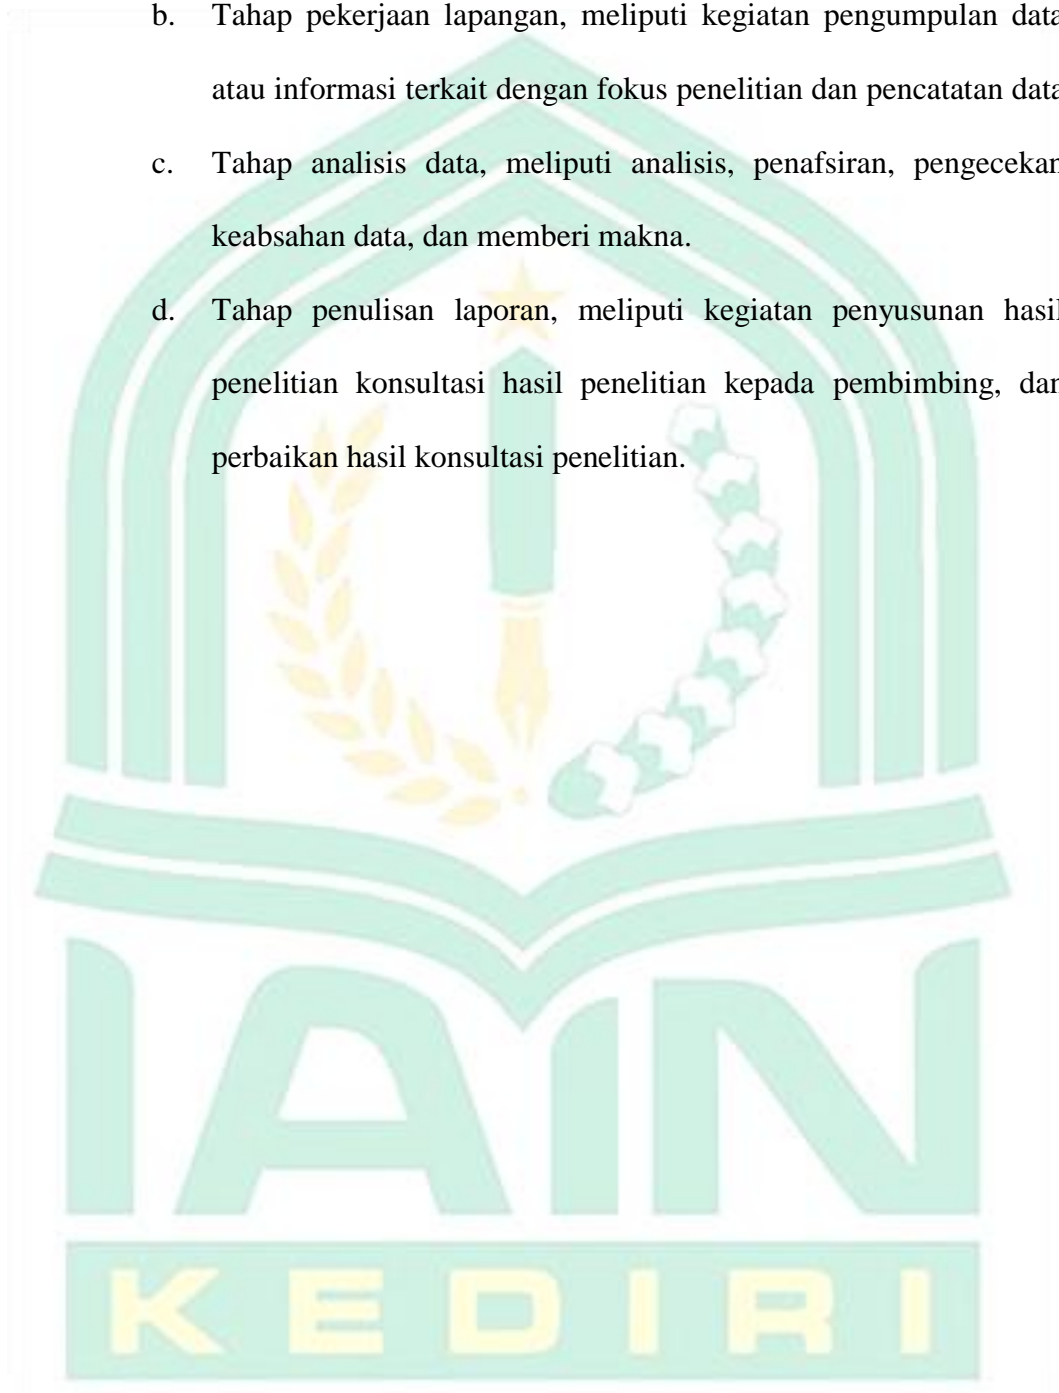 b. Tahap pekerjaan lapangan, meliputi kegiatan pengumpulan data
atau informasi terkait dengan fokus penelitian dan pencatatan data
c. Tahap analisis data, meliputi analisis, penafsiran, pengecekan
keabsahan data, dan memberi makna.
d. Tahap penulisan laporan, meliputi kegiatan penyusunan hasil
penelitian konsultasi hasil penelitian kepada pembimbing, dan
perbaikan hasil konsultasi penelitian.
IAIN
KEDIRI